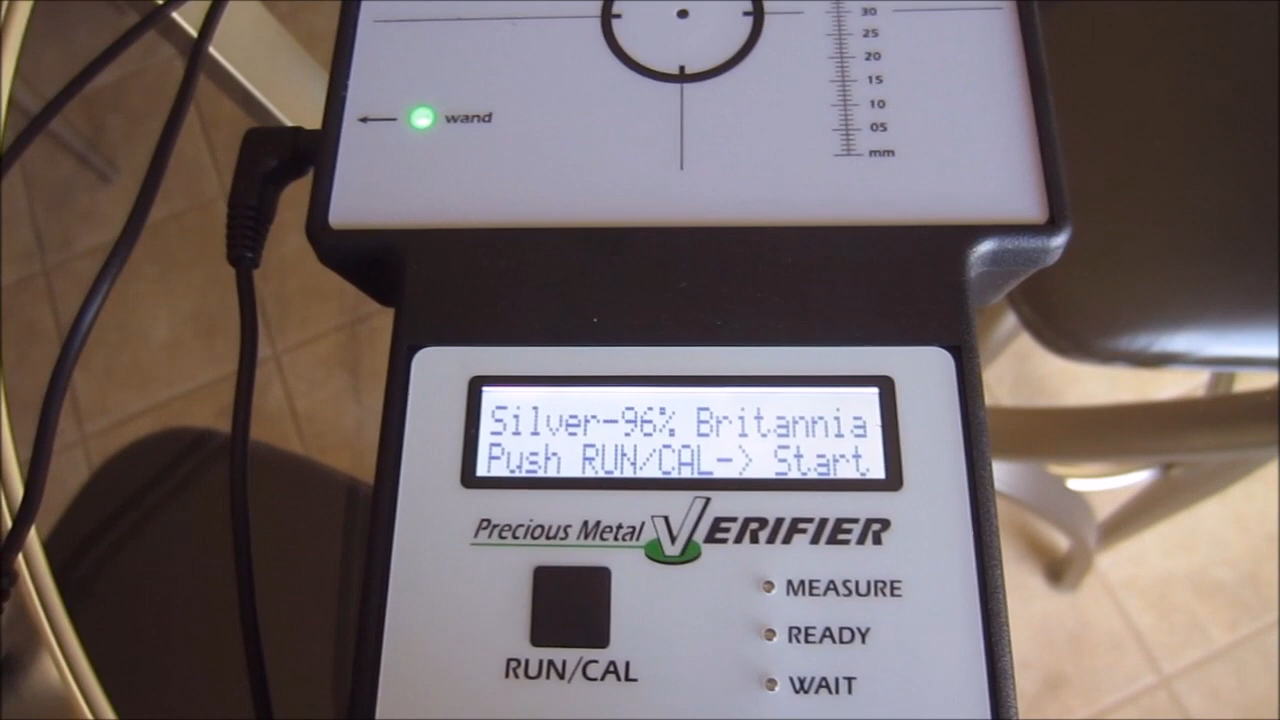 30
25
20
15
10
05
mm
wand
Silver-96% Britannia
Push RUN/CAL-> Start
Precious Metal VERIFIER
RUN/CAL
MEASURE
READY
WAIT